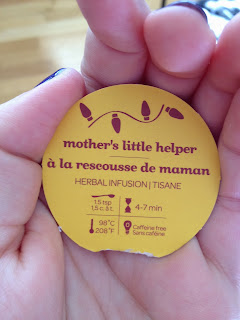 mother's little helper
à la rescousse de maman
HERBAL INFUSION | TISANE
1.5 tsp
1,5 c. à t.
4-7 min
98°C
208°F
Caffeine free
Sans caféine